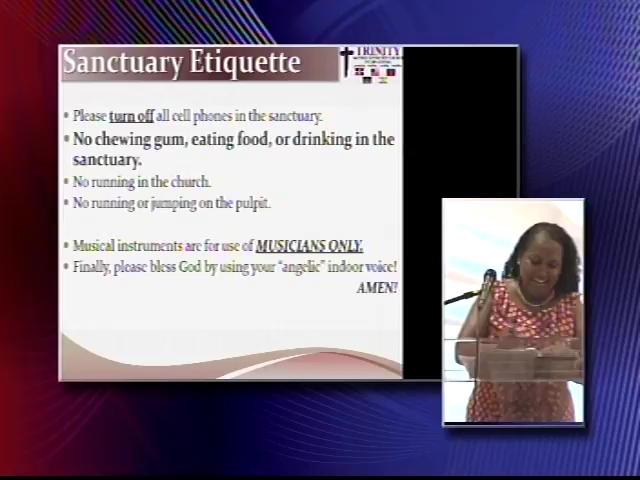 Sanctuary Etiquette
TRINITY
• Please turn off all cell phones in the sanctuary.
• No chewing gum, eating food, or drinking in the
sanctuary.
• No running in the church.
• No running or jumping on the pulpit.
• Musical instruments are for use of MUSICIANS ONLY.
• Finally, please bless God by using your "angelic" indoor voice!
AMEN!